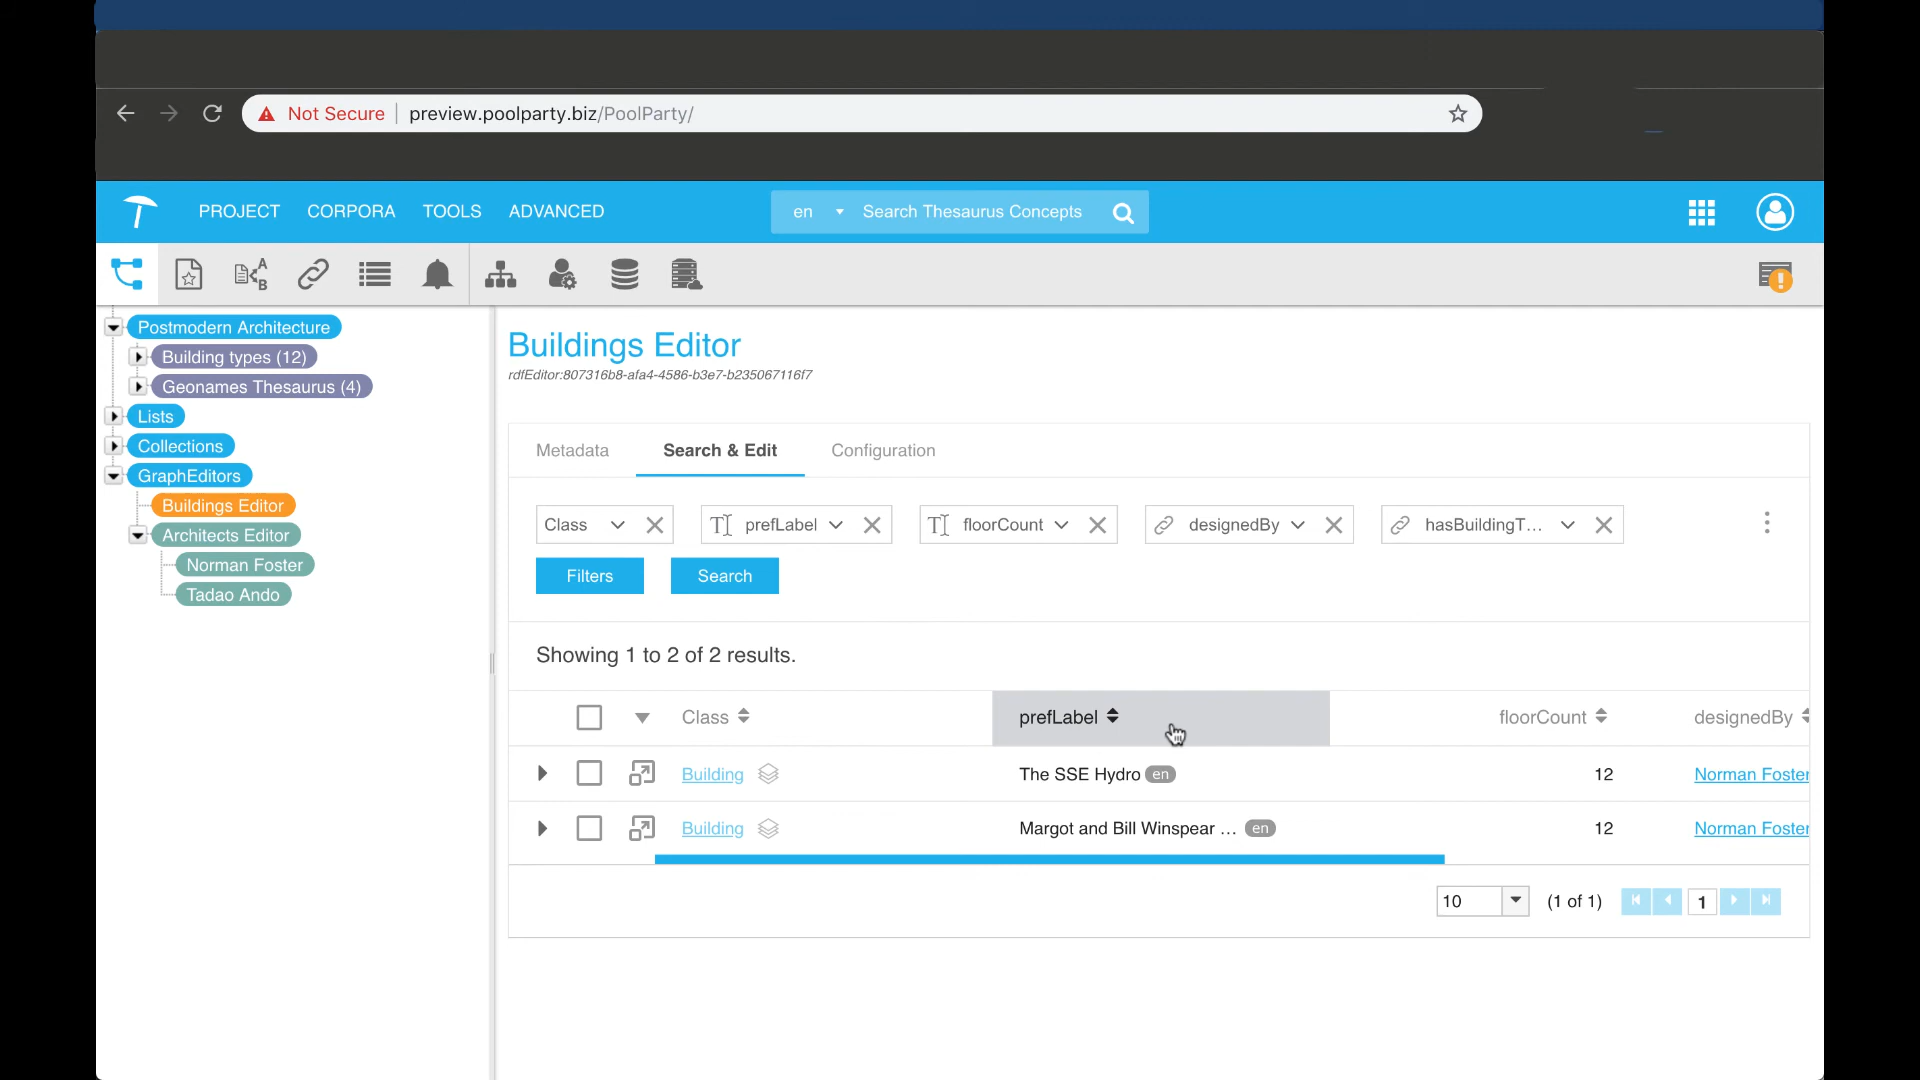 Not Secure | preview.poolparty.biz/PoolParty/
PROJECT CORPORA TOOLS ADVANCED en Search Thesaurus Concepts
Postmodern Architecture
Building types (12)
Geonames Thesaurus (4)
Lists
Collections
GraphEditors
Buildings Editor
Architects Editor
Norman Foster
Tadao Ando
Buildings Editor
rdfEditor:807316b8-afa4-4586-b3e7-b235067116f7
Metadata Search & Edit Configuration
Class prefLabel floorCount designedBy hasBuildingT...
Filters Search
Showing 1 to 2 of 2 results.
Class prefLabel floorCount designedBy
Building The SSE Hydro en 12 Norman Foster
Building Margot and Bill Winspear ... en 12 Norman Foster
10 (1 of 1) 1